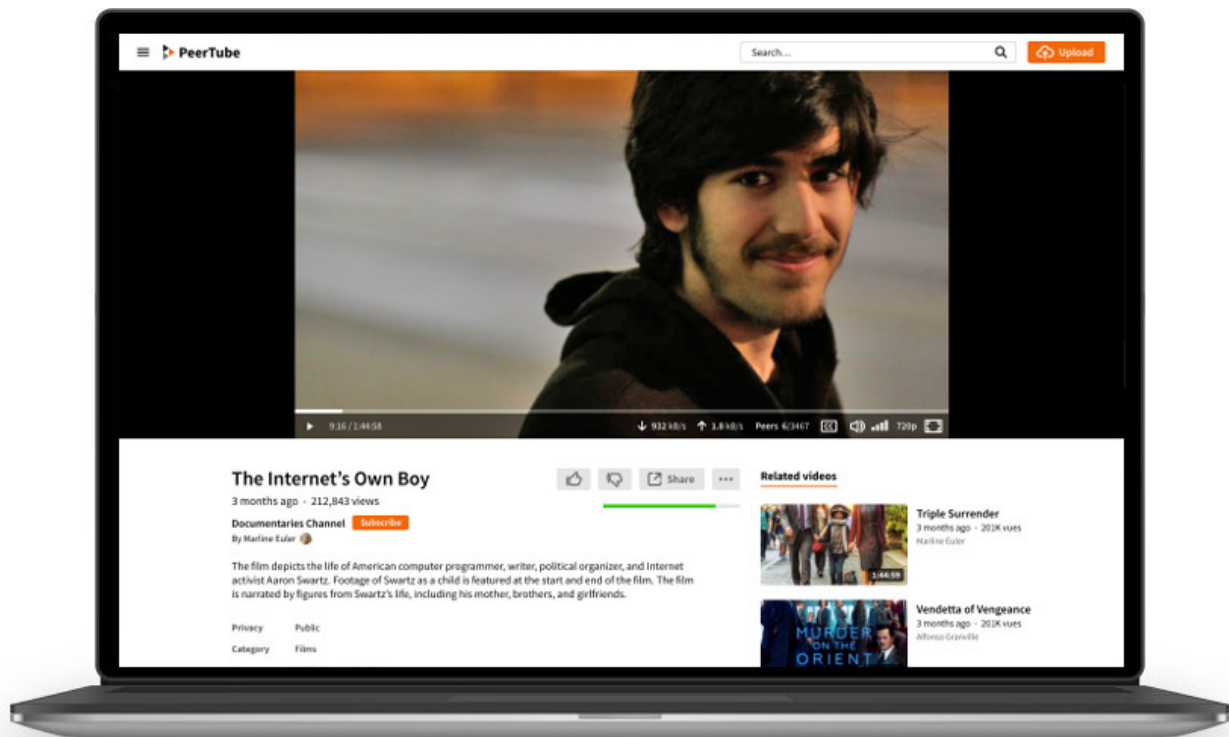 PeerTube
Search...
Upload
9:16 / 1:44:58
932 kB/s
1.8 kB/s
Peers 6/3467
CC
720p
The Internet's Own Boy
Share
3 months ago - 212,843 views
Documentaries Channel
Subscribe
By Marline Euler
The film depicts the life of American computer programmer, writer, political organizer, and Internet
activist Aaron Swartz. Footage of Swartz as a child is featured at the start and end of the film. The film
is narrated by figures from Swartz's life, including his mother, brothers, and girlfriends.
Privacy Public
Category Films
Related videos
1:44:59
Triple Surrender
3 months ago - 201K vues
Marline Euler
MURDER
ON THE
ORIENT
Vendetta of Vengeance
3 months ago - 201K vues
Alfonso Granville